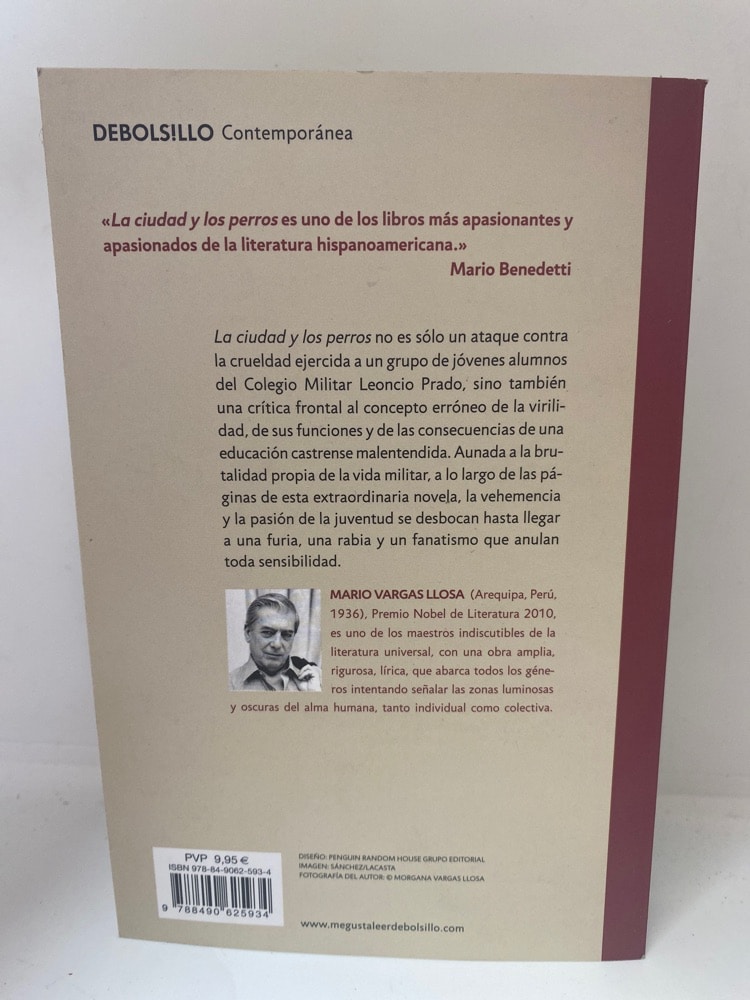 DEBOLS!LLO Contemporánea
«La ciudad y los perros es uno de los libros más apasionantes y
apasionados de la literatura hispanoamericana.»
Mario Benedetti
La ciudad y los perros no es sólo un ataque contra
la crueldad ejercida a un grupo de jóvenes alumnos
del Colegio Militar Leoncio Prado, sino también
una crítica frontal al concepto erróneo de la virili-
dad, de sus funciones y de las consecuencias de una
educación castrense malentendida. Aunada a la bru-
talidad propia de la vida militar, a lo largo de las pá-
ginas de esta extraordinaria novela, la vehemencia
y la pasión de la juventud se desbocan hasta llegar
a una furia, una rabia y un fanatismo que anulan
toda sensibilidad.
MARIO VARGAS LLOSA (Arequipa, Perú,
1936), Premio Nobel de Literatura 2010,
es uno de los maestros indiscutibles de la
literatura universal, con una obra amplia,
rigurosa, lírica, que abarca todos los géne-
ros intentando señalar las zonas luminosas
y oscuras del alma humana, tanto individual como colectiva.
PVP 9,95 €
ISBN 978-84-9062-593-4
9 788490 625934
DISEÑO: PENGUIN RANDOM HOUSE GRUPO EDITORIAL
IMAGEN: SÁNCHEZ/LACASTA
FOTOGRAFÍA DEL AUTOR: © MORGANA VARGAS LLOSA
www.megustaleerdebolsillo.com